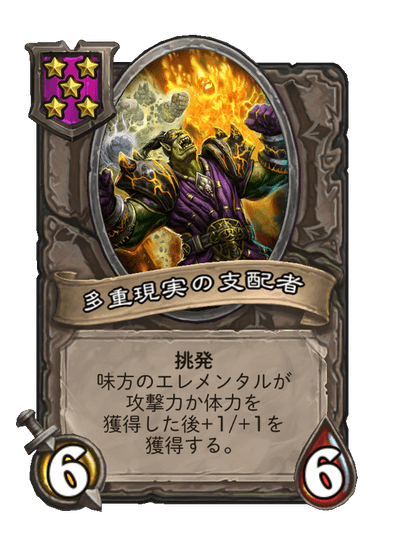 多重現実の支配者
挑発
味方のエレメンタルが
攻撃力か体力を
獲得した後+1/+1を
獲得する。
6
6